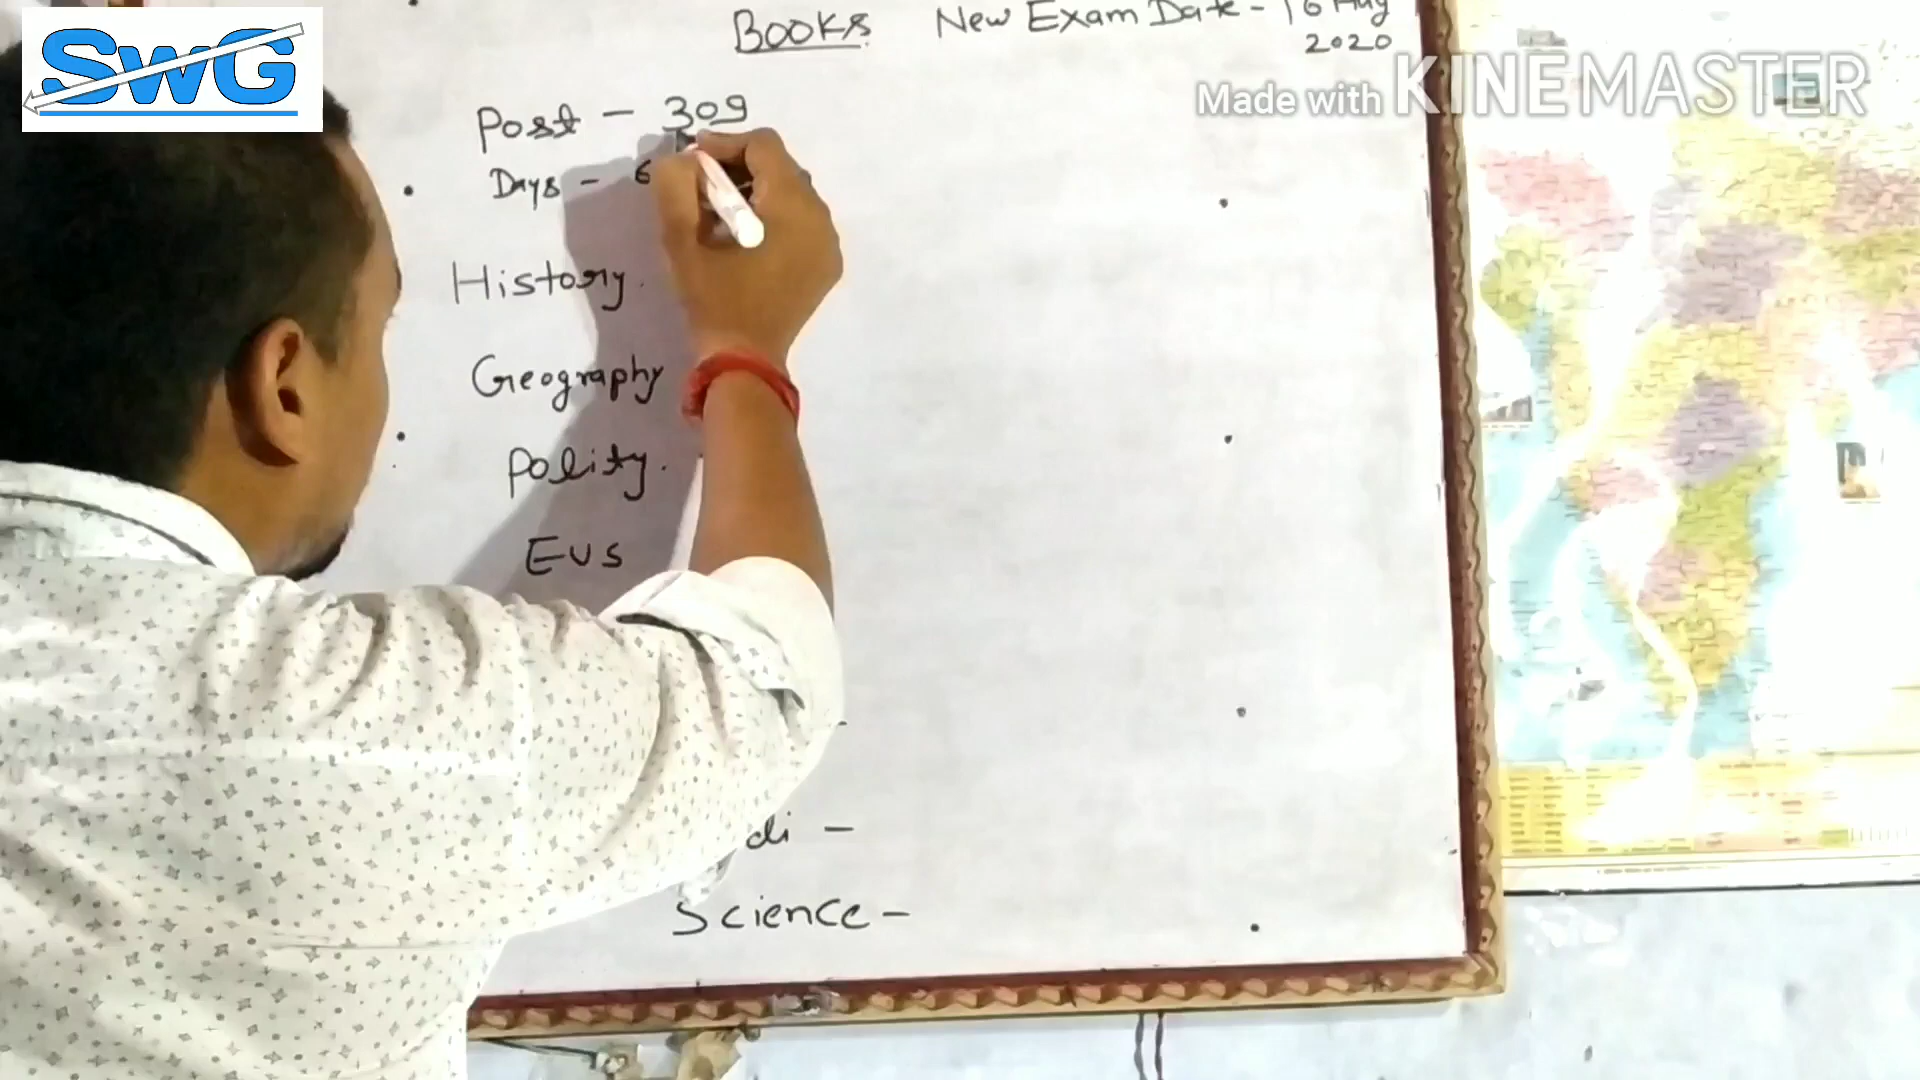 SWG
BOOKS
New Exam Date - 16 Aug
2020
Made with KINEMASTER
Post - 309
Days - 6
History.
Geography
Polity.
EVS
di -
Science -